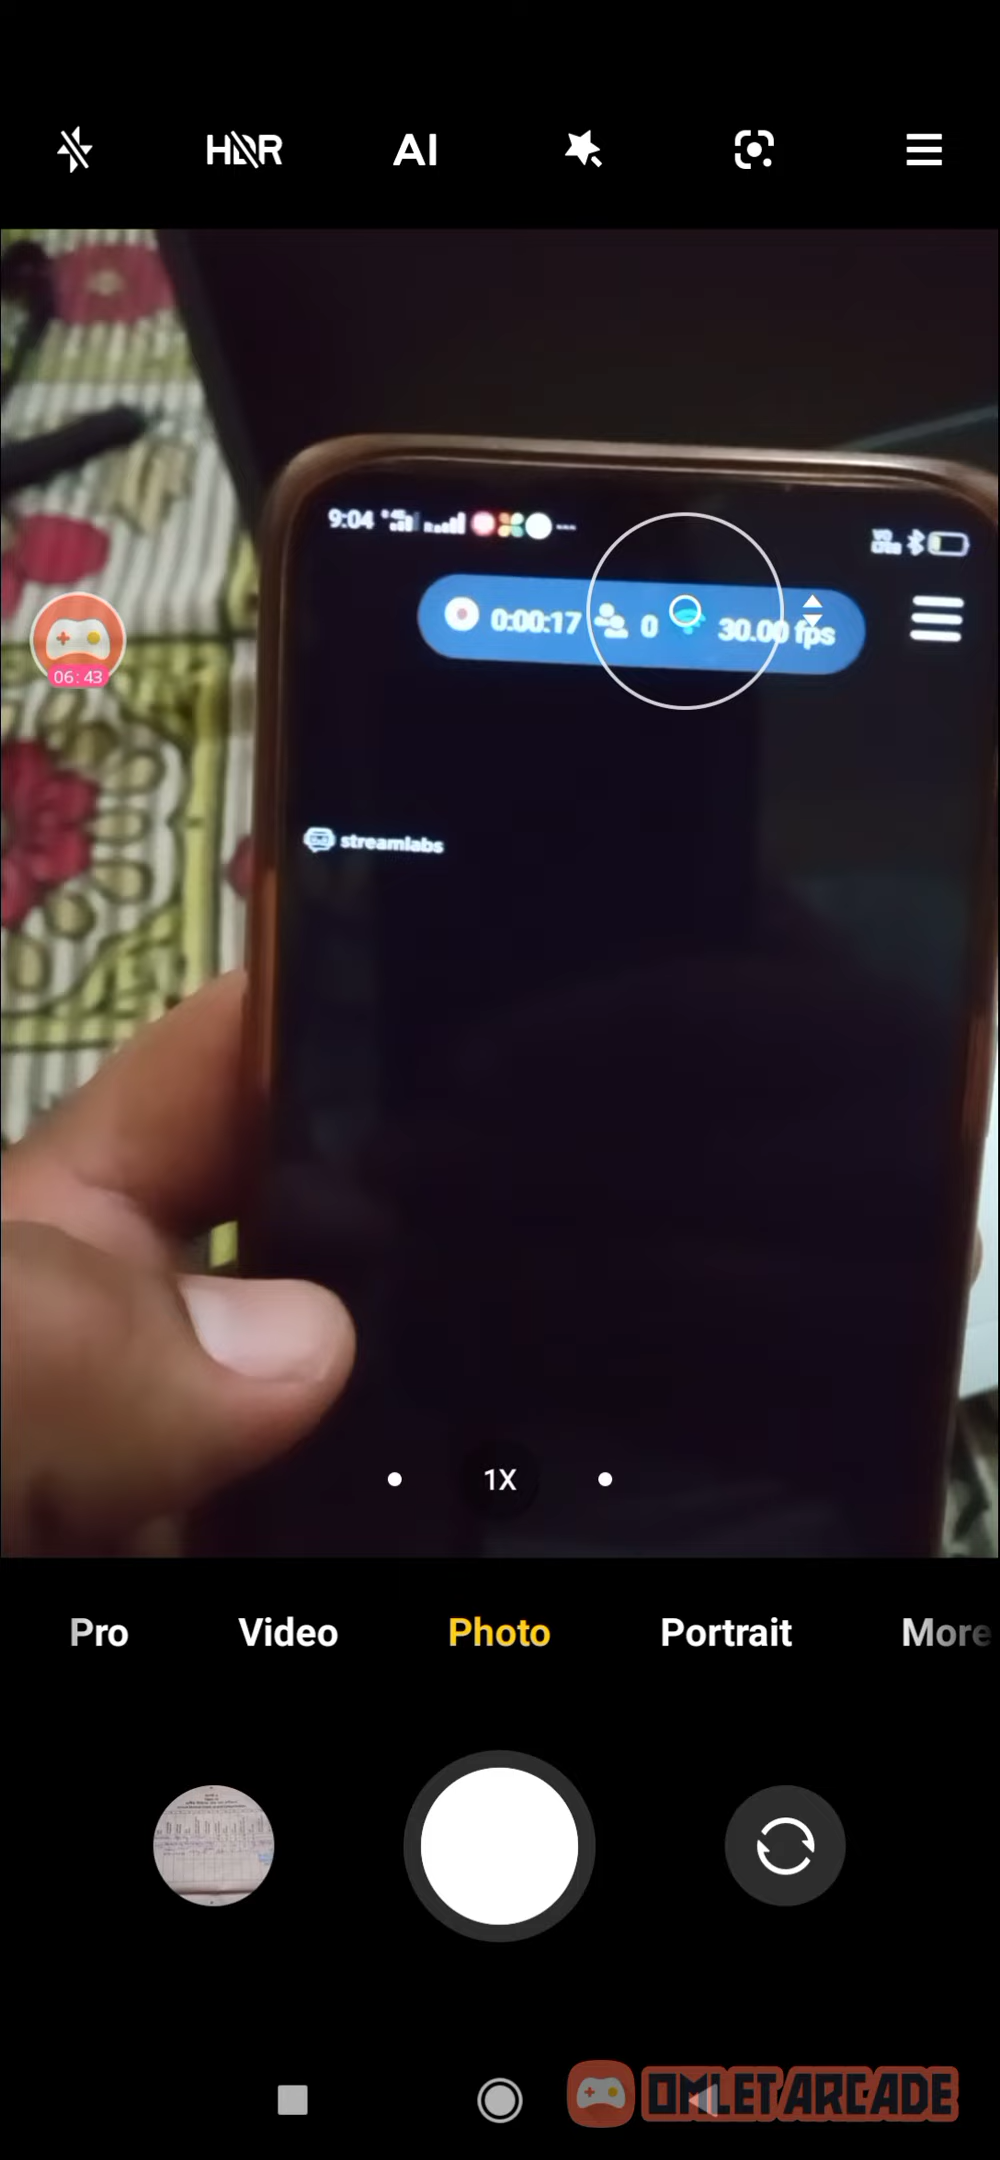 HDR AI
9:04
0:00:17 0 30.00 fps
06:43
streamlabs
1X
Pro Video Photo Portrait More
OMLET ARCADE